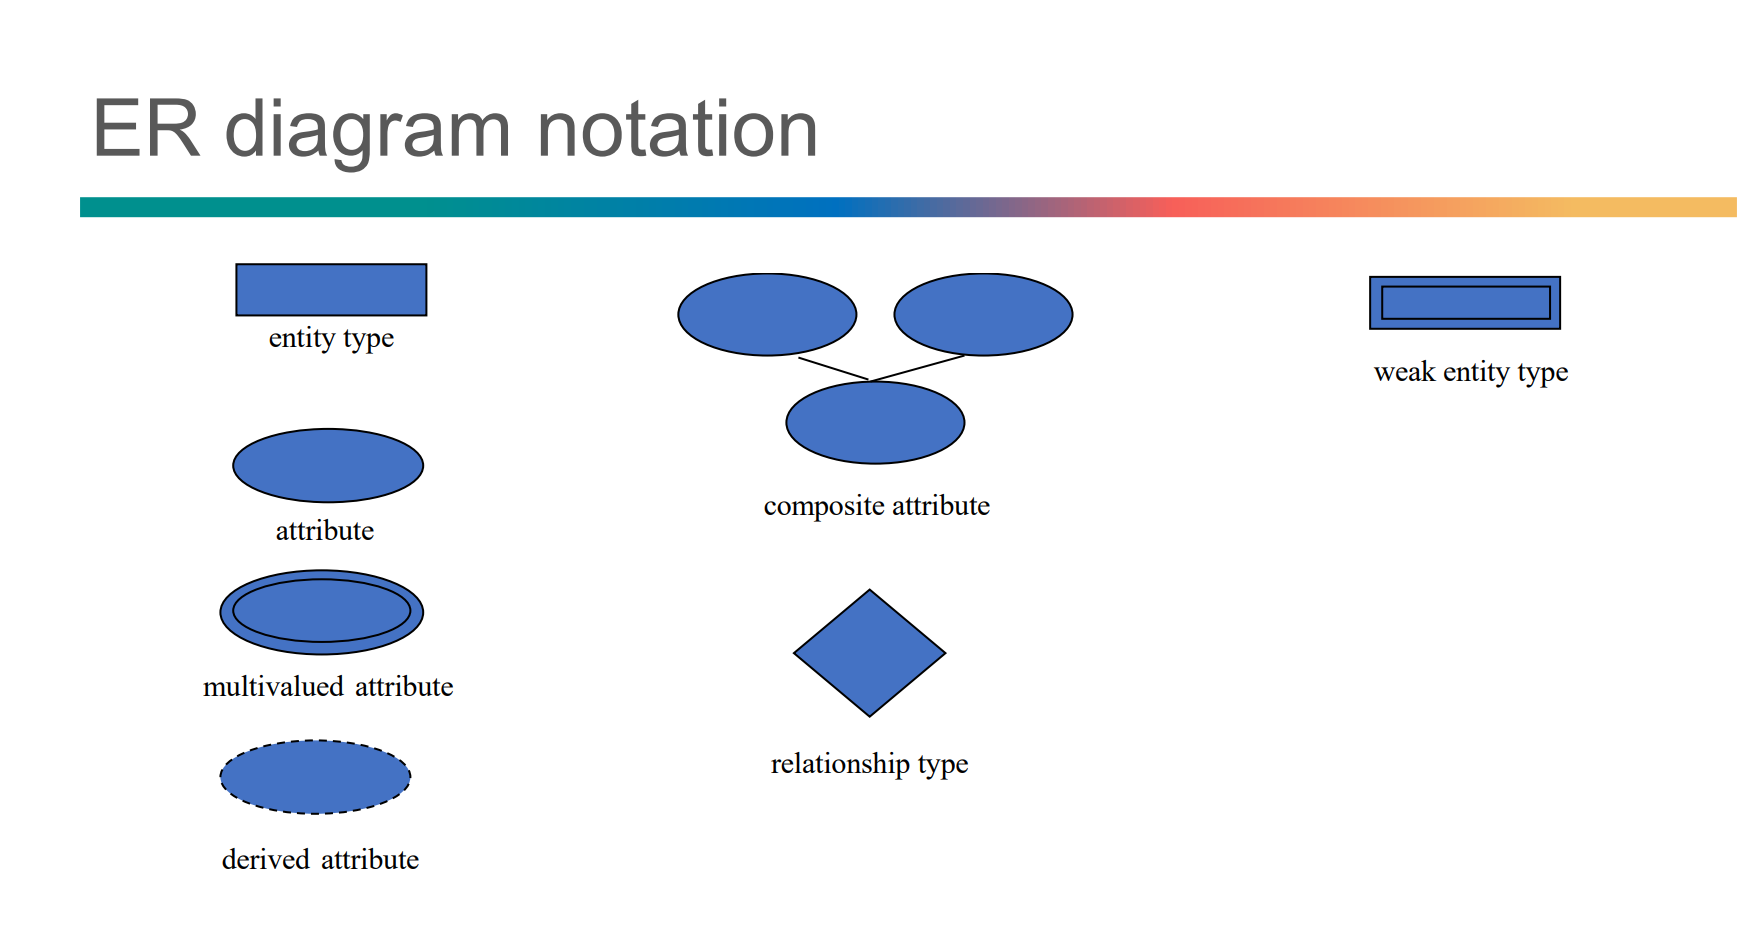 ER diagram notation
entity type
attribute
multivalued attribute
derived attribute
composite attribute
relationship type
weak entity type